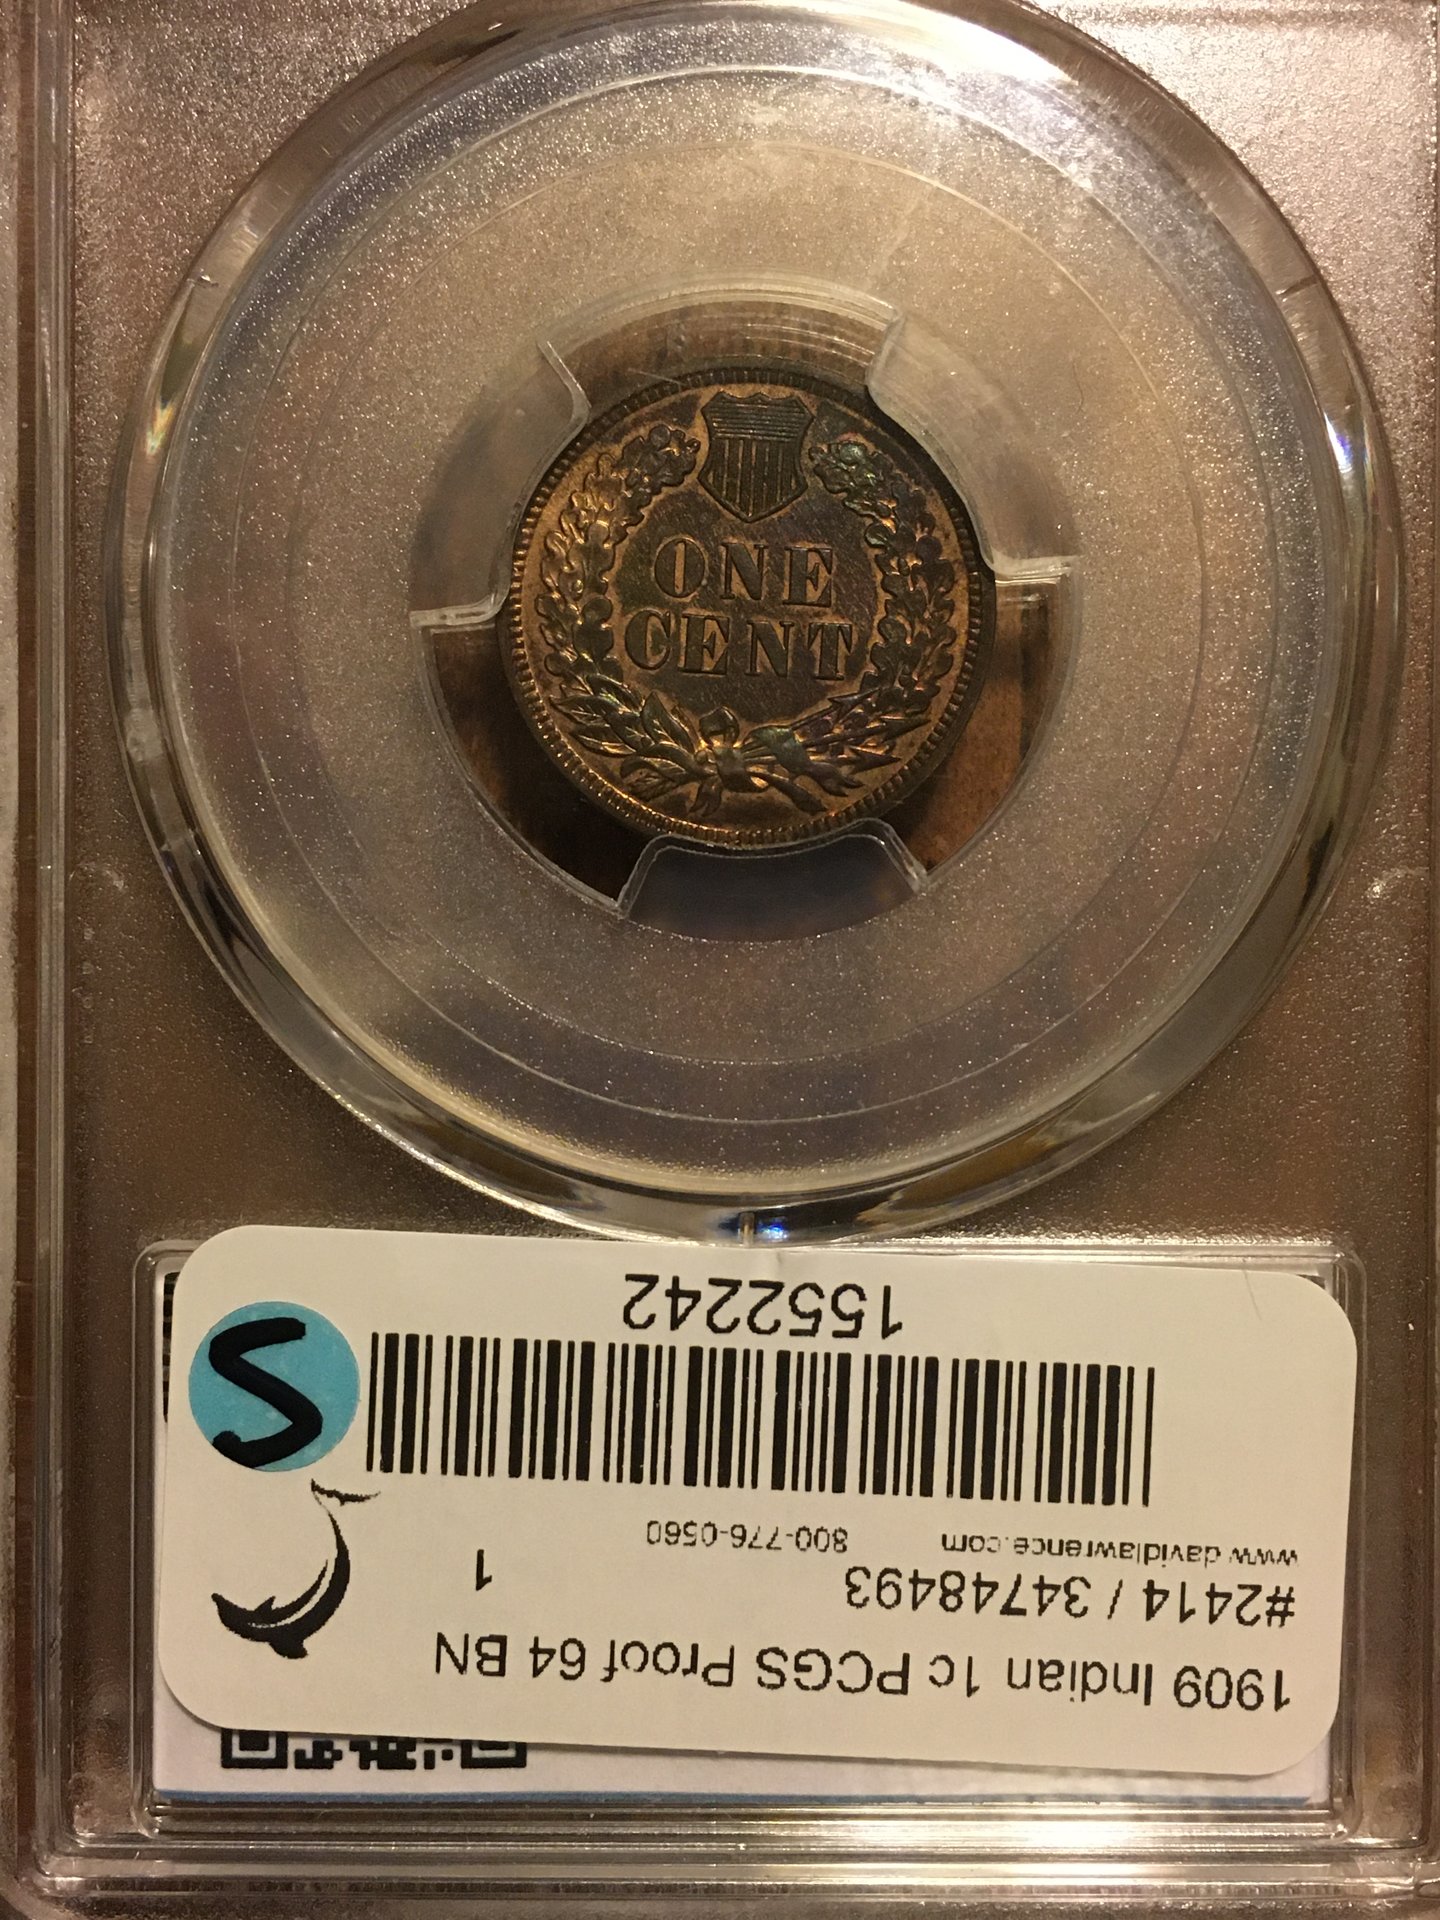 ONE
CENT
1909 Indian 1c PCGS Proof 64 BN
#2414 / 34748493 1
www.davidlawrence.com 800-776-0560
1552242
S